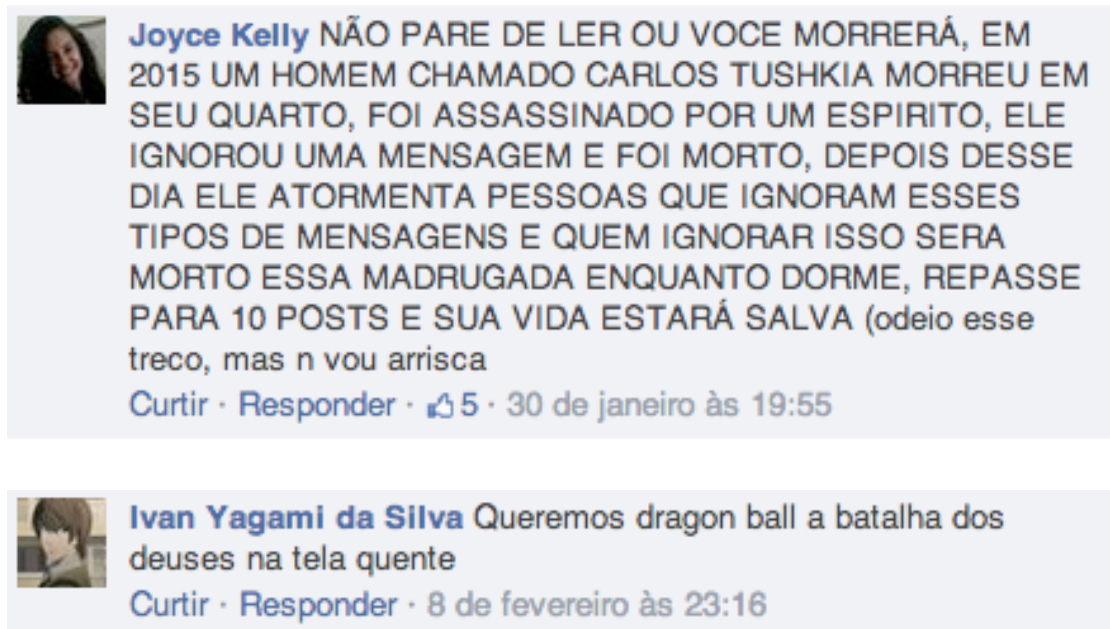 Joyce Kelly NÃO PARE DE LER OU VOCE MORRERÁ, EM
2015 UM HOMEM CHAMADO CARLOS TUSHKIA MORREU EM
SEU QUARTO, FOI ASSASSINADO POR UM ESPIRITO, ELE
IGNOROU UMA MENSAGEM E FOI MORTO, DEPOIS DESSE
DIA ELE ATORMENTA PESSOAS QUE IGNORAM ESSES
TIPOS DE MENSAGENS E QUEM IGNORAR ISSO SERA
MORTO ESSA MADRUGADA ENQUANTO DORME, REPASSE
PARA 10 POSTS E SUA VIDA ESTARÁ SALVA (odeio esse
treco, mas n vou arrisca
Curtir · Responder · 5 · 30 de janeiro às 19:55
Ivan Yagami da Silva Queremos dragon ball a batalha dos
deuses na tela quente
Curtir · Responder · 8 de fevereiro às 23:16